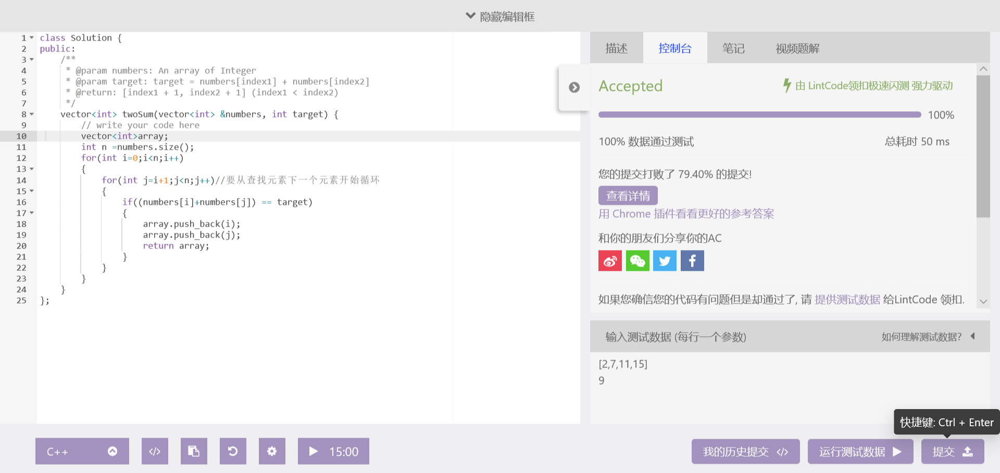 隐藏编辑框
1 class Solution {
2 public:
3 /**
4 * @param numbers: An array of Integer
5 * @param target: target = numbers[index1] + numbers[index2]
6 * @return: [index1 + 1, index2 + 1] (index1 < index2)
7 */
8 vector<int> twoSum(vector<int> &numbers, int target) {
9 // write your code here
10 vector<int>array;
11 int n =numbers.size();
12 for(int i=0;i<n;i++)
13 {
14 for(int j=i+1;j<n;j++)//要从查找元素下一个元素开始循环
15 {
16 if((numbers[i]+numbers[j]) == target)
17 {
18 array.push_back(i);
19 array.push_back(j);
20 return array;
21 }
22 }
23 }
24 }
25 };
描述 控制台 笔记 视频题解
Accepted 由 LintCode领扣极速闪测 强力驱动
100%
100% 数据通过测试 总耗时 50 ms
您的提交打败了 79.40% 的提交!
查看详情
用 Chrome 插件看看更好的参考答案
和你的朋友们分享你的AC
如果您确信您的代码有问题但是却通过了, 请 提供测试数据 给LintCode 领扣.
输入测试数据 (每行一个参数) 如何理解测试数据?
[2,7,11,15]
9
快捷键: Ctrl + Enter
C++ </> 15:00 我的历史提交 </> 运行测试数据 提交